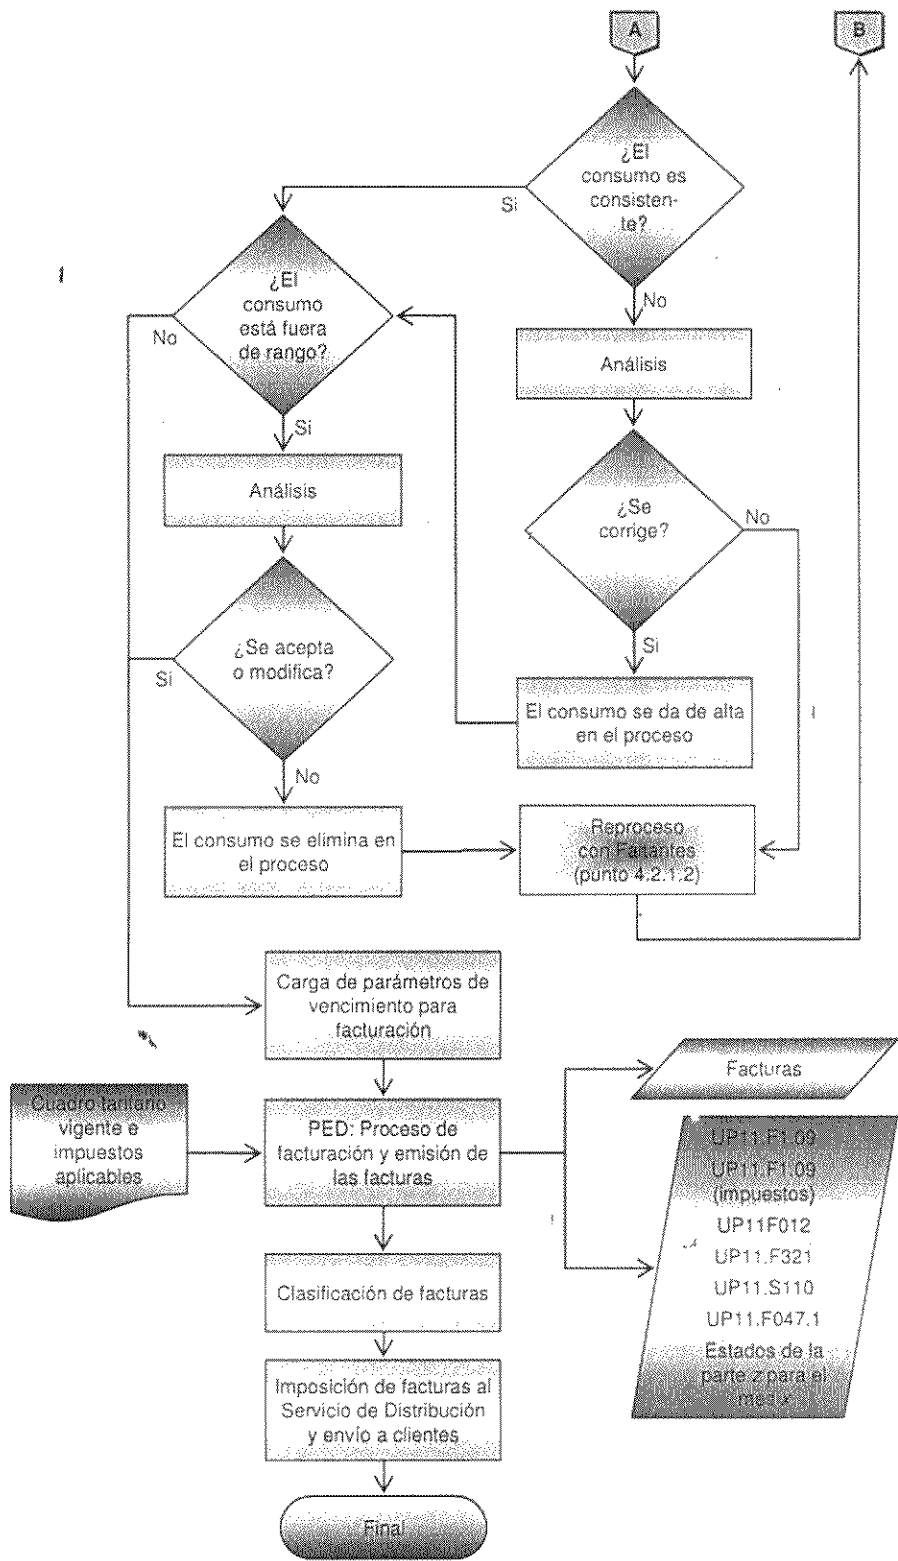 A
B
¿El
consumo es
consisten-
te?
Si
No
¿El
consumo
está fuera
de rango?
No
Si
Análisis
Análisis
¿Se
corrige?
No
Si
¿Se acepta
o modifica?
Si
No
El consumo se da de alta
en el proceso
El consumo se elimina en
el proceso
Reproceso
con Faltantes
(punto 4.2.1.2)
Carga de parámetros de
vencimiento para
facturación
Cuadro tarifario
vigente e
impuestos
aplicables
PED: Proceso de
facturación y emisión de
las facturas
Facturas
UP11.F1.09
UP11.F1.09
(impuestos)
UP11F012
UP11.F321
UP11.S110
UP11.F047.1
Estados de la
parte z para el
mes x
Clasificación de facturas
Imposición de facturas al
Servicio de Distribución
y envío a clientes
Final